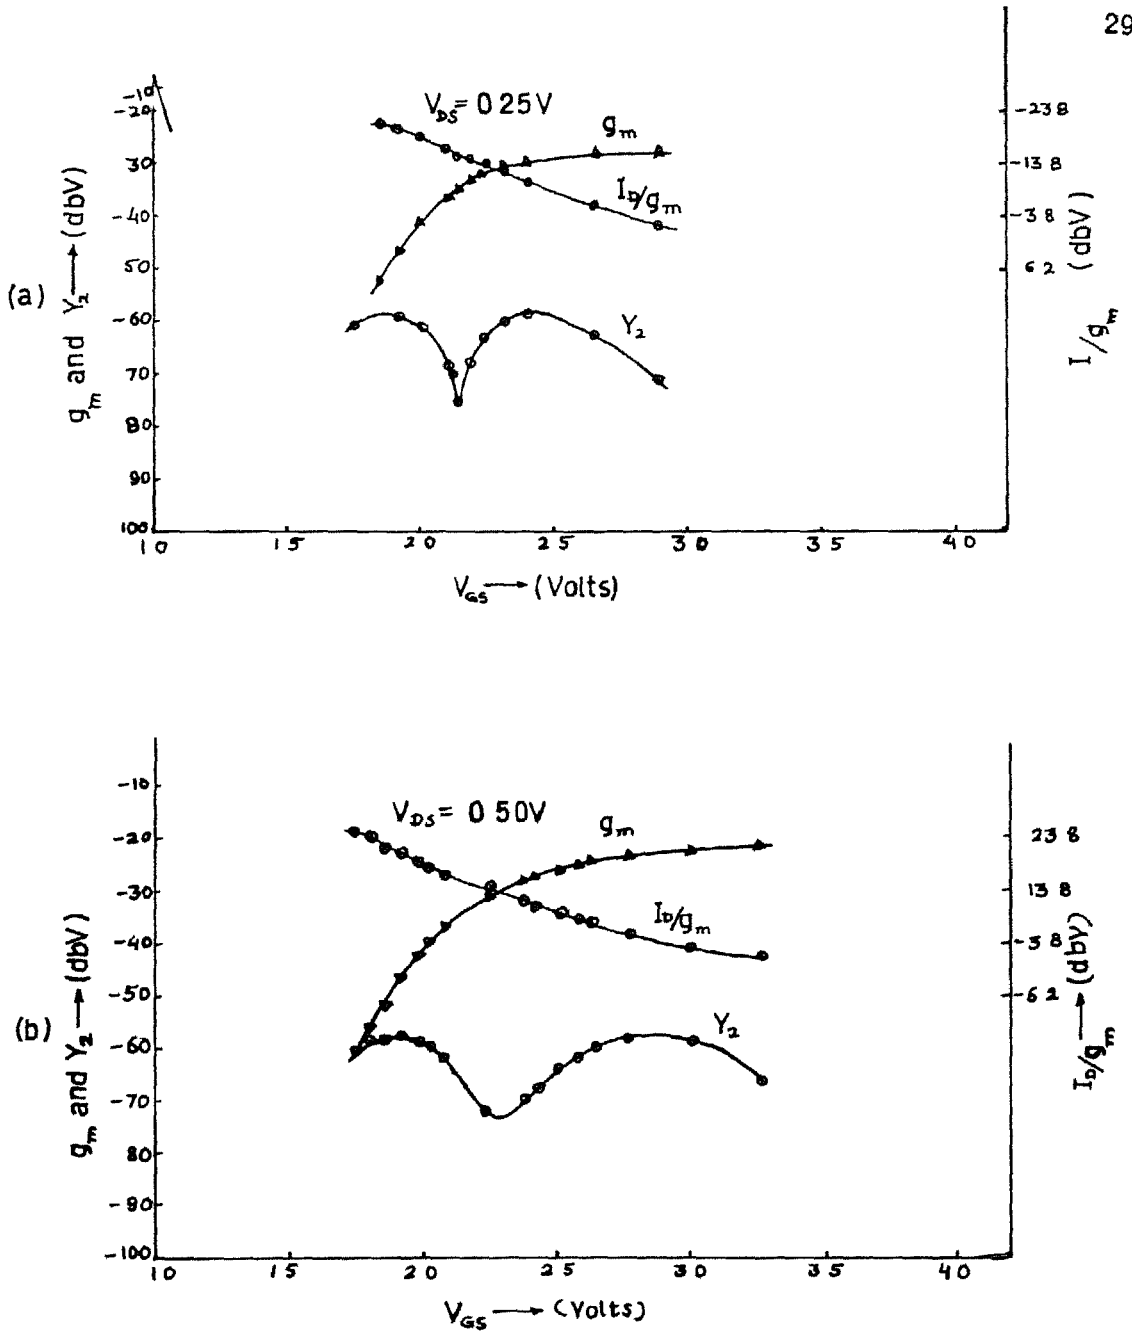 29
-10
-20
30
-40
50
-60
70
80
90
100
(a)
g_m and Y_2 → (dbV)
V_DS = 0 25V
g_m
I_D/g_m
Y_2
-23 8
-13 8
-3 8
6 2
I/g_m (dbV)
1 0 1 5 2 0 2 5 3 0 3 5 4 0
V_GS → (Volts)
-10
-20
-30
-40
-50
-60
-70
80
-90
-100
(b)
g_m and Y_2 → (dbV)
V_DS = 0 50V
g_m
I_D/g_m
Y_2
23 8
13 8
-3 8
-6 2
I_D/g_m → (dbV)
1 0 1 5 2 0 2 5 3 0 3 5 4 0
V_GS → (Volts)